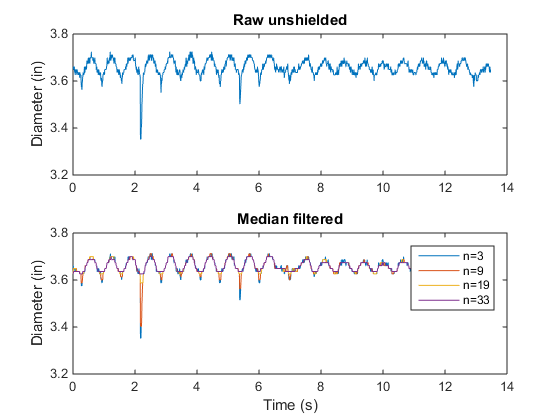 Raw unshielded
3.8
3.6
3.4
3.2
Diameter (in)
0 2 4 6 8 10 12 14
Median filtered
3.8
3.6
3.4
3.2
Diameter (in)
n=3
n=9
n=19
n=33
0 2 4 6 8 10 12 14
Time (s)